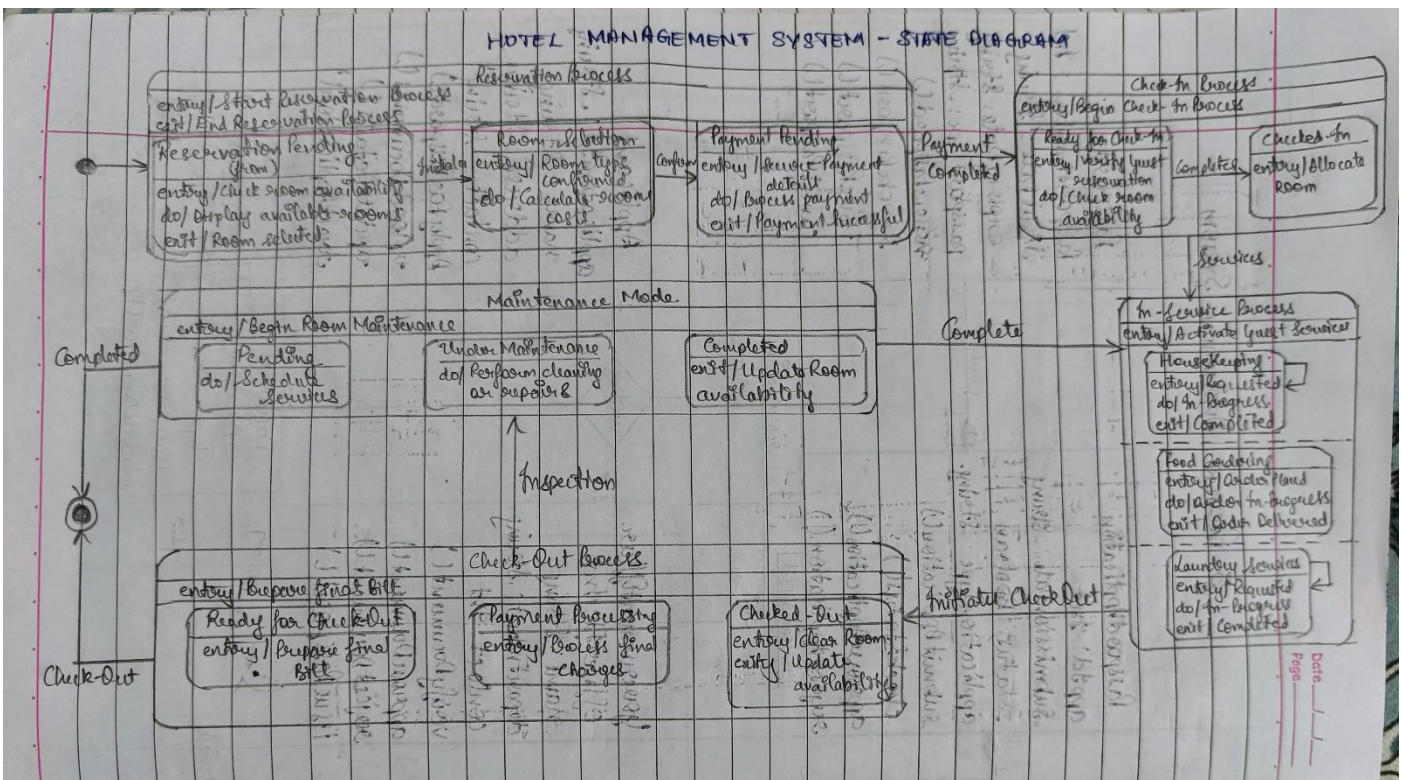 HOTEL MANAGEMENT SYSTEM - STATE DIAGRAM
Reservation Process
entry/Start Reservation Process
exit/End Reservation Process
Reservation Pending
entry/Check room availability
do/Display available rooms
exit/Room selected
Room-Selection
entry/Room type
confirmed
do/Calculate room
costs
Confirm
Payment Pending
entry/Secure Payment
details
do/Process payment
exit/Payment Successful
Payment
Completed
Check-In Process
entry/Begin Check-In Process
Ready for Check-In
entry/Verify guest
reservation
do/Check room
availability
Completed
Checked-In
entry/Allocate
Room
Services
Maintenance Mode
entry/Begin Room Maintenance
Pending
do/Schedule
Services
Under Maintenance
do/Perform cleaning
or repairs
Completed
exit/Update Room
availability
Complete
Completed
In-Service Process
entry/Activate Guest Services
HouseKeeping
entry/Requested
do/In-Progress
exit/Completed
Food Oordering
entry/Order Placed
do/Order In-Progress
exit/Order Delivered
Laundry Services
entry/Requested
do/In-Progress
exit/Completed
Inspection
Initiate CheckOut
Check-Out Process
entry/Prepare final Bill
Ready for Check-Out
entry/Prepare final
Bill
Payment Processing
entry/Process final
Charges
Checked-Out
entry/Clear Room
exity/Update
availability
Check-Out
Date
Page